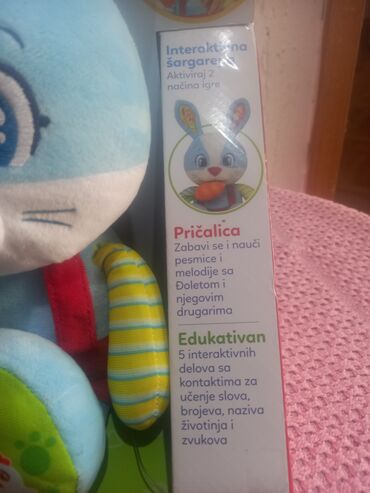 Interaktivna
šargarepa
Aktiviraj 2
načina igre
Pričalica
Zabavi se i nauči
pesmice i
melodije sa
Đoletom i
njegovim
drugarima
Edukativan
5 interaktivnih
delova sa
kontaktima za
učenje slova,
brojeva, naziva
životinja i
zvukova